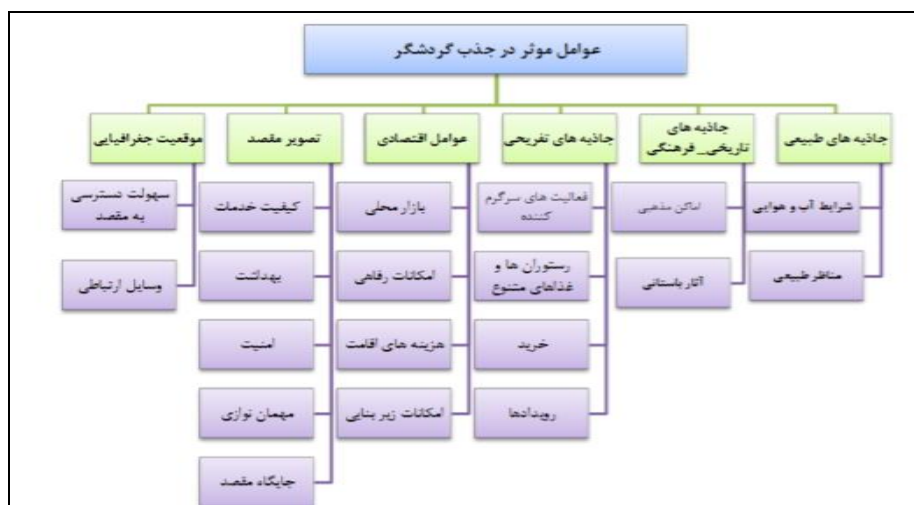 عوامل موثر در جذب گردشگر
جاذبه های طبیعی
شرایط آب و هوایی
مناظر طبیعی
جاذبه های
تاریخی_فرهنگی
اماکن مذهبی
آثار باستانی
جاذبه های تفریحی
فعالیت های سرگرم
کننده
رستوران ها و
غذاهای متنوع
خرید
رویدادها
عوامل اقتصادی
بازار محلی
امکانات رفاهی
هزینه های اقامت
امکانات زیر بنایی
تصویر مقصد
کیفیت خدمات
بهداشت
امنیت
مهمان نوازی
جایگاه مقصد
موقعیت جغرافیایی
سهولت دسترسی
به مقصد
وسایل ارتباطی